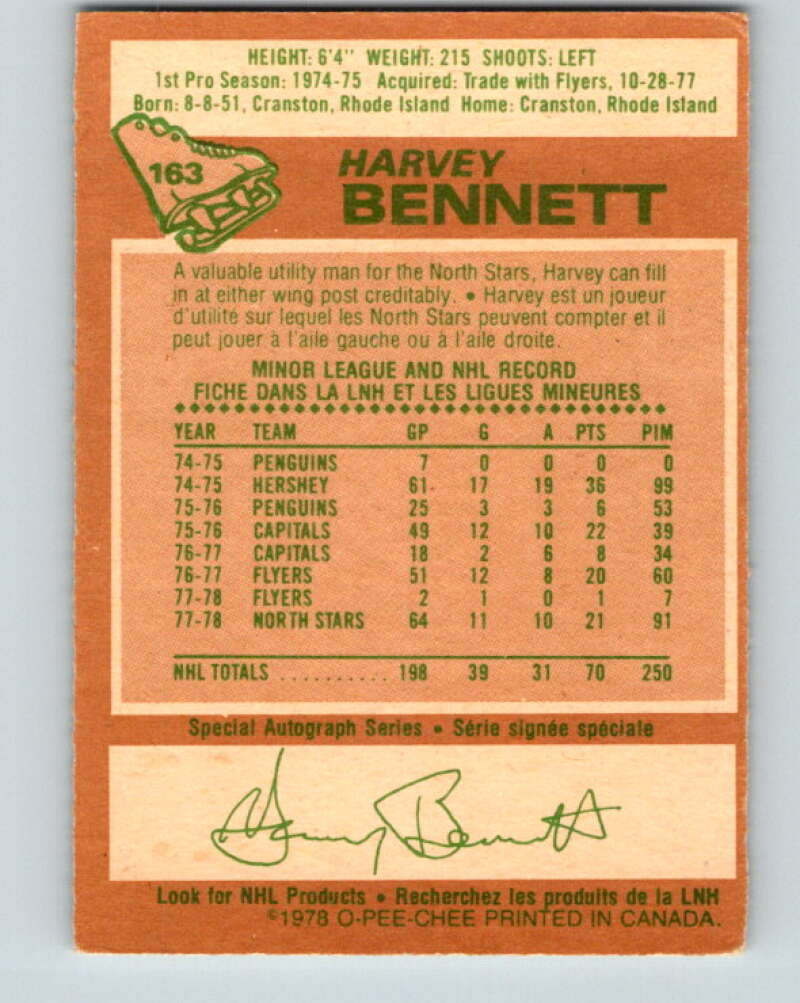 HEIGHT: 6'4" WEIGHT: 215 SHOOTS: LEFT
1st Pro Season: 1974-75 Acquired: Trade with Flyers, 10-28-77
Born: 8-8-51, Cranston, Rhode Island Home: Cranston, Rhode Island
163
HARVEY
BENNETT
A valuable utility man for the North Stars, Harvey can fill
in at either wing post creditably. • Harvey est un joueur
d'utilité sur lequel les North Stars peuvent compter et il
peut jouer à l'aile gauche ou à l'aile droite.
MINOR LEAGUE AND NHL RECORD
FICHE DANS LA LNH ET LES LIGUES MINEURES
YEAR TEAM GP G A PTS PIM
74-75 PENGUINS 7 0 0 0 0
74-75 HERSHEY 61 17 19 36 99
75-76 PENGUINS 25 3 3 6 53
75-76 CAPITALS 49 12 10 22 39
76-77 CAPITALS 18 2 6 8 34
76-77 FLYERS 51 12 8 20 60
77-78 FLYERS 2 1 0 1 7
77-78 NORTH STARS 64 11 10 21 91
NHL TOTALS .......... 198 39 31 70 250
Special Autograph Series • Série signée spéciale
Harvey Bennett
Look for NHL Products • Recherchez les produits de la LNH
©1978 O-PEE-CHEE PRINTED IN CANADA.